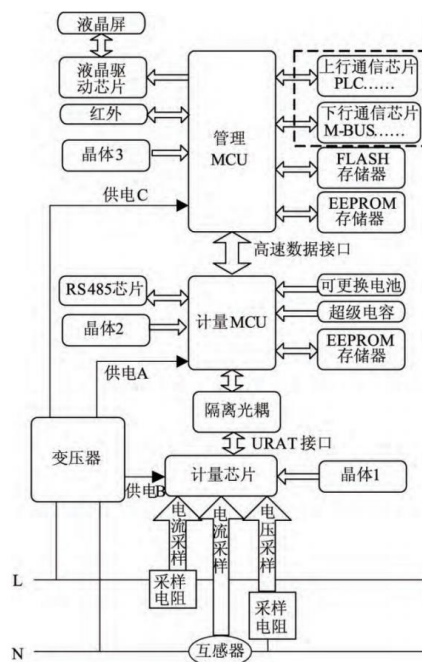 液晶屏
液晶驱
动芯片
红外
晶体3
供电C
管理
MCU
上行通信芯片
PLC……
下行通信芯片
M-BUS……
FLASH
存储器
EEPROM
存储器
高速数据接口
RS485芯片
晶体2
供电A
计量MCU
可更换电池
超级电容
EEPROM
存储器
隔离光耦
URAT 接口
变压器
供电B
计量芯片
晶体1
电流采样
电流采样
电压采样
L
采样
电阻
采样
电阻
N
互感器